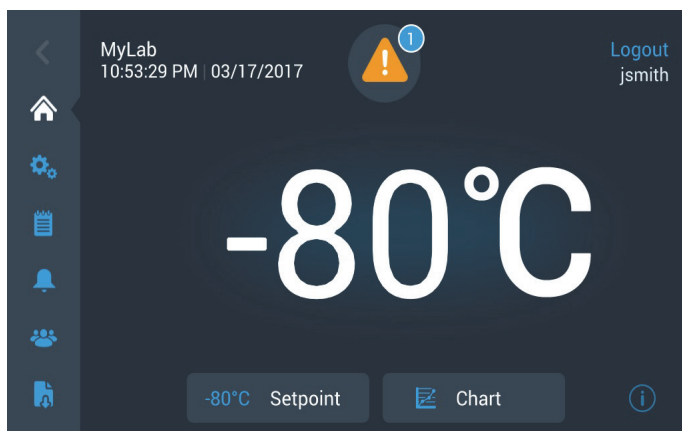 MyLab
10:53:29 PM | 03/17/2017
1
Logout
jsmith
-80°C
-80°C Setpoint
Chart